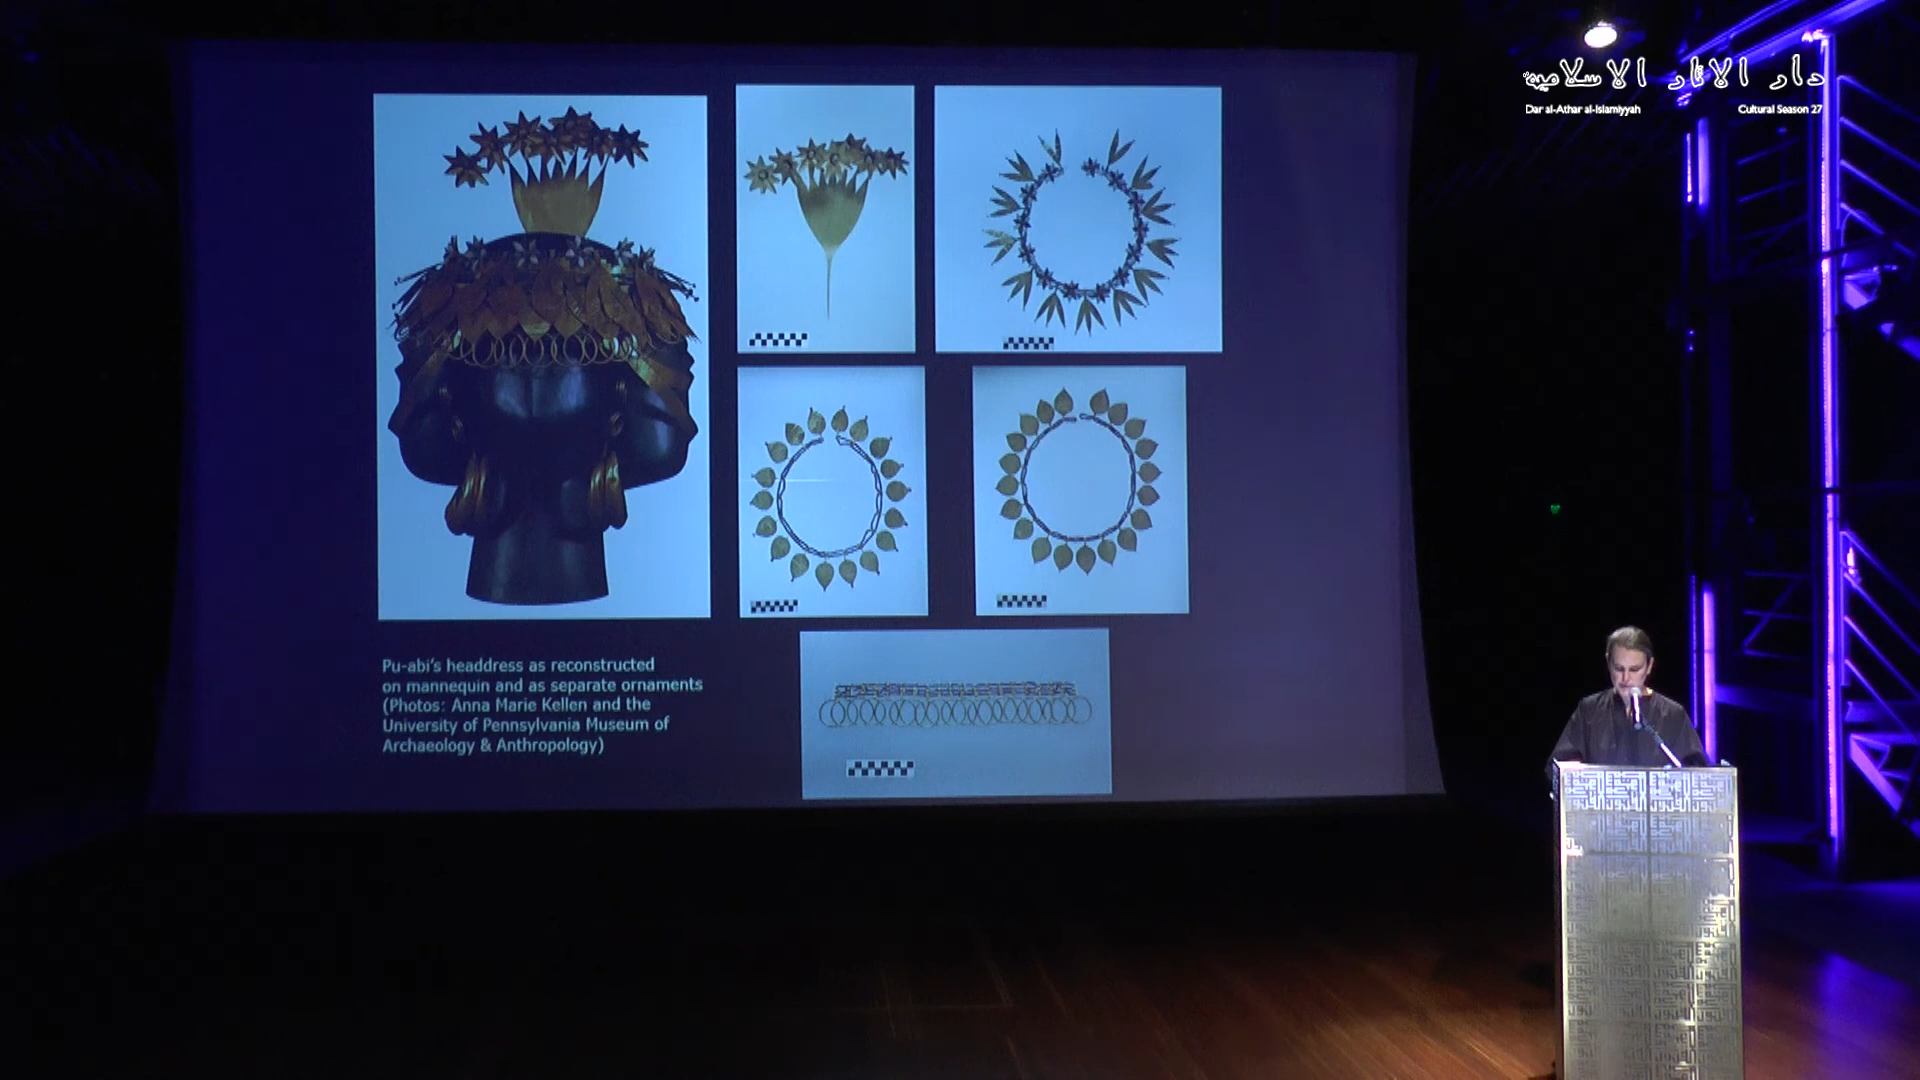 دار الآثار الاسلامية
Dar al-Athar al-Islamiyyah Cultural Season 27
Pu-abi's headdress as reconstructed
on mannequin and as separate ornaments
(Photos: Anna Marie Kellen and the
University of Pennsylvania Museum of
Archaeology & Anthropology)